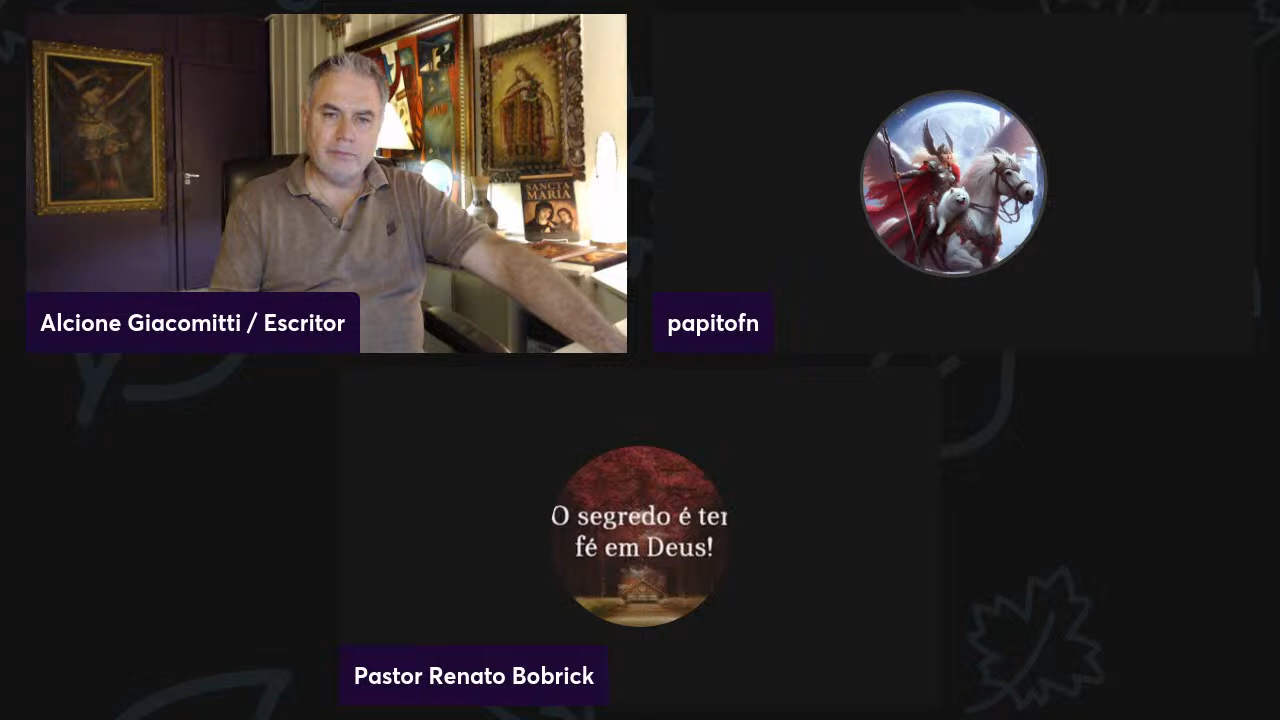 SANCTA
MARIA
Alcione Giacomitti / Escritor
papitofn
O segredo é ter
fé em Deus!
Pastor Renato Bobrick